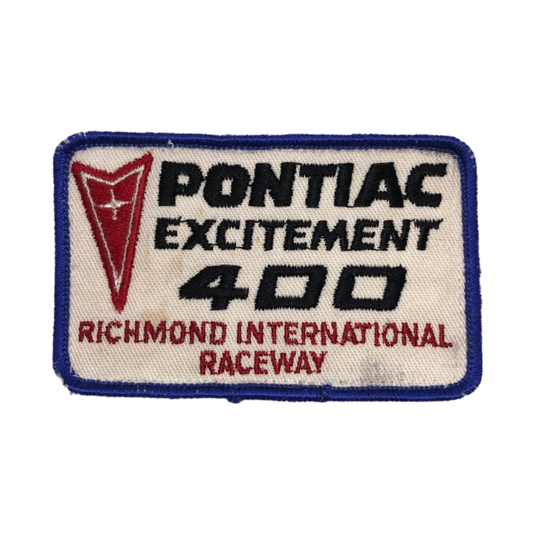 PONTIAC
EXCITEMENT
400
RICHMOND INTERNATIONAL
RACEWAY